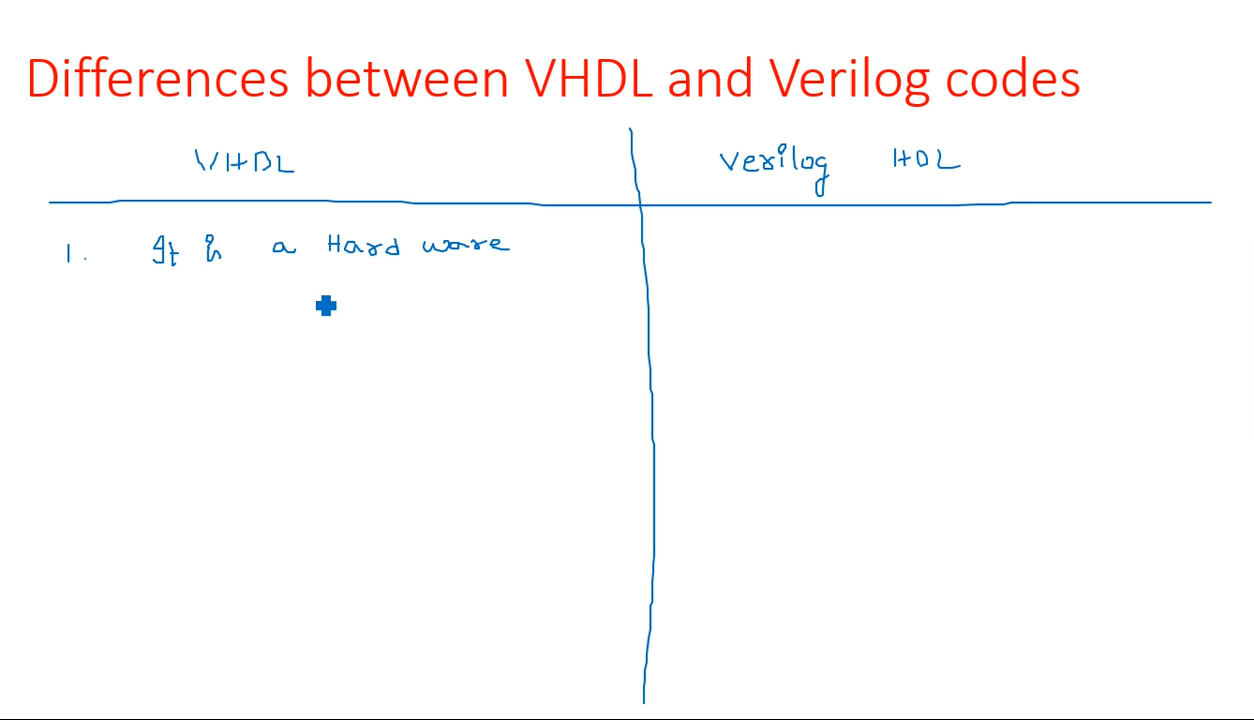 Differences between VHDL and Verilog codes
VHDL
Verilog HDL
1. It is a Hard ware